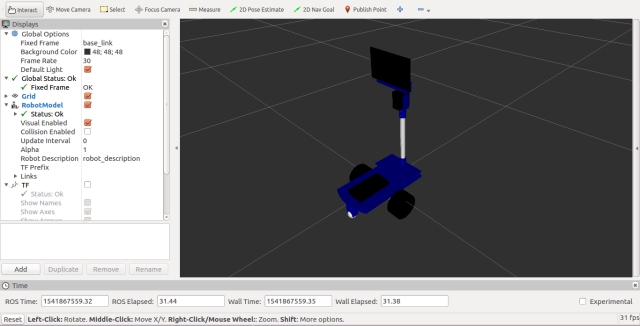 Interact Move Camera Select Focus Camera Measure 2D Pose Estimate 2D Nav Goal Publish Point
Displays
Global Options
Fixed Frame base_link
Background Color 48; 48; 48
Frame Rate 30
Default Light
Global Status: Ok
Fixed Frame OK
Grid
RobotModel
Status: Ok
Visual Enabled
Collision Enabled
Update Interval 0
Alpha 1
Robot Description robot_description
TF Prefix
Links
TF
Status: Ok
Show Names
Show Axes
Show Arrows
Add Duplicate Remove Rename
Time
ROS Time: 1541867559.32 ROS Elapsed: 31.44 Wall Time: 1541867559.35 Wall Elapsed: 31.38 Experimental
Reset Left-Click: Rotate. Middle-Click: Move X/Y. Right-Click/Mouse Wheel:: Zoom. Shift: More options. 31 fps